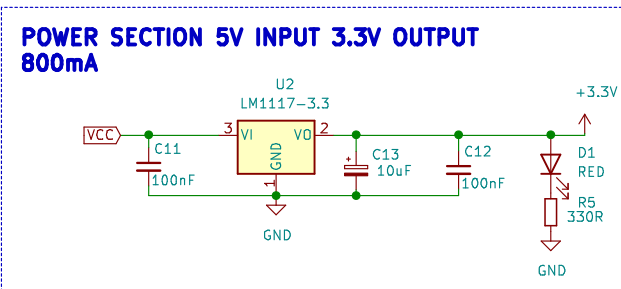 POWER SECTION 5V INPUT 3.3V OUTPUT
800mA
U2
LM1117-3.3
+3.3V
VCC
3
VI
VO
2
GND
1
C11
100nF
C13
+
10uF
C12
100nF
D1
RED
R5
330R
GND
GND